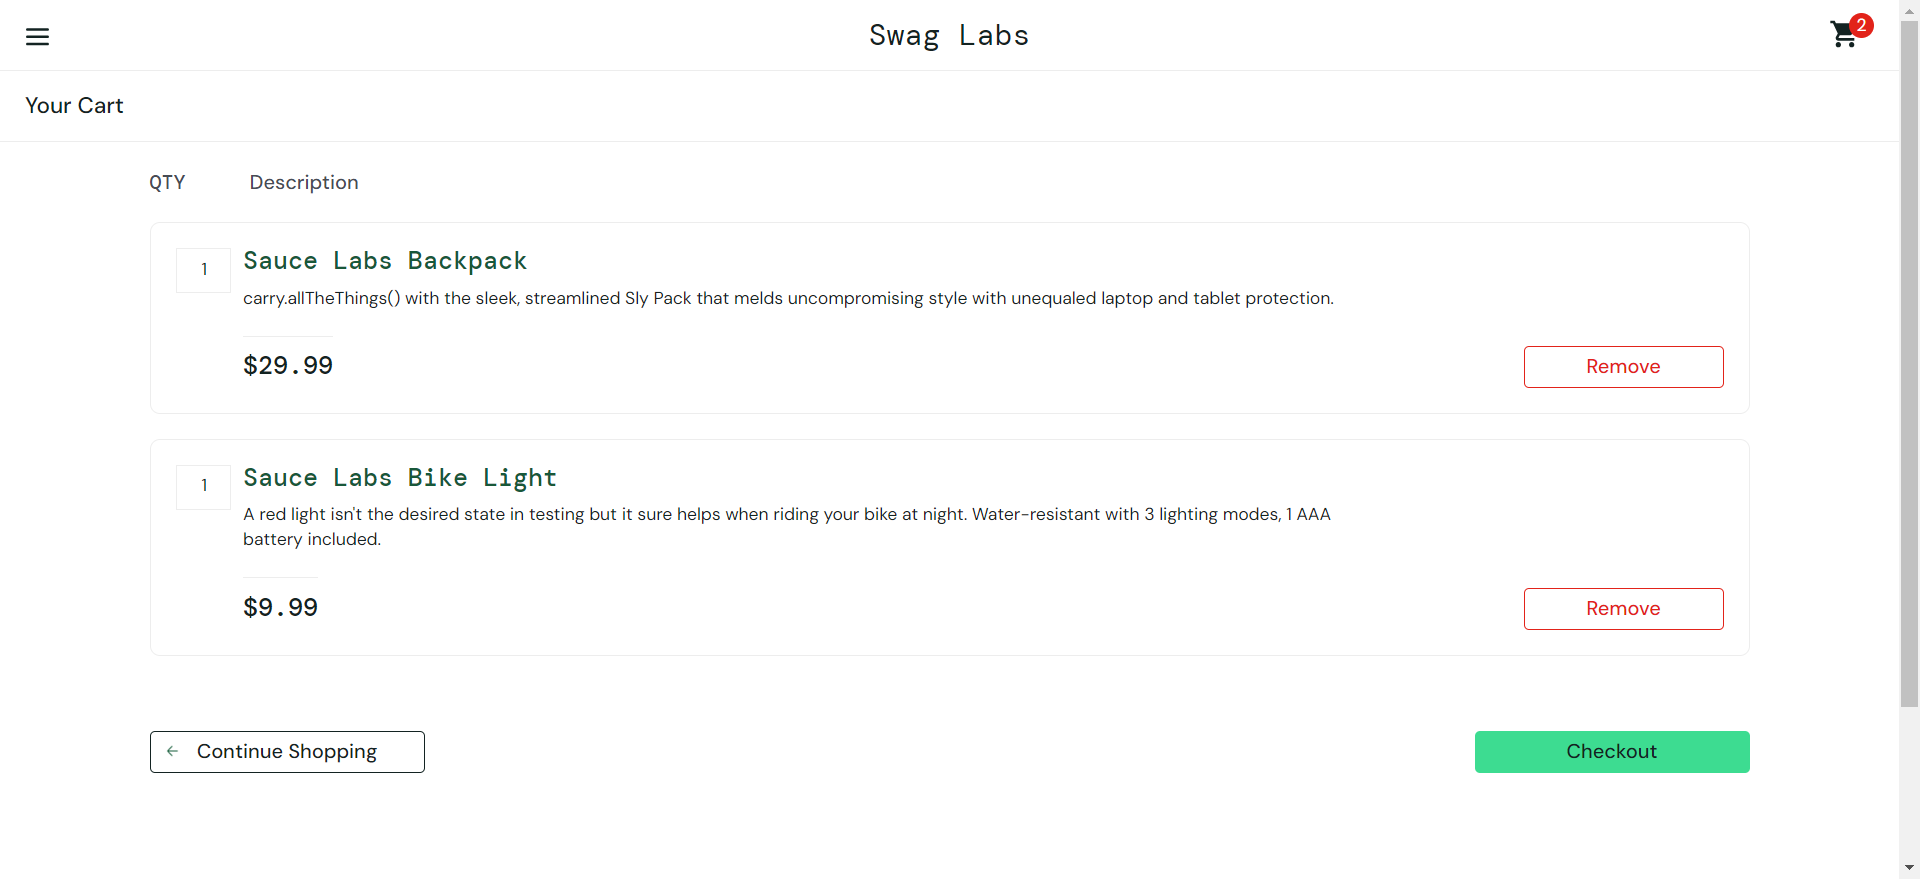 Swag Labs
2
Your Cart
QTY Description
1 Sauce Labs Backpack
carry.allTheThings() with the sleek, streamlined Sly Pack that melds uncompromising style with unequaled laptop and tablet protection.
$29.99
Remove
1 Sauce Labs Bike Light
A red light isn't the desired state in testing but it sure helps when riding your bike at night. Water-resistant with 3 lighting modes, 1 AAA
battery included.
$9.99
Remove
Continue Shopping
Checkout